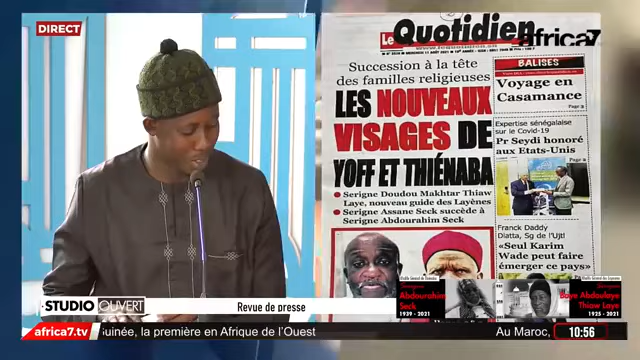 DIRECT
Le Quotidien
africa7
Succession à la tête
des familles religieuses
LES NOUVEAUX
VISAGES DE
YOFF ET THIÉNABA
Serigne Doudou Makhtar Thiaw
Laye, nouveau guide des Layènes
Serigne Assane Seck succède à
Serigne Abdourahim Seck
BALISES
Voyage en
Casamance
Page
Expertise sénégalaise
sur le Covid-19
Pr Seydi honoré
aux Etats-Unis
Page
Franck Daddy
Diatta, Sg de l'Ujtl
«Seul Karim
Wade peut faire
émerger ce pays»
Abdourahim
Seck
1939 - 2021
Baye Abdoulaye
Thiaw Laye
1925 - 2021
STUDIO OUVERT
Revue de presse
africa7.tv
Guinée, la première en Afrique de l'Ouest
Au Maroc,
10:56